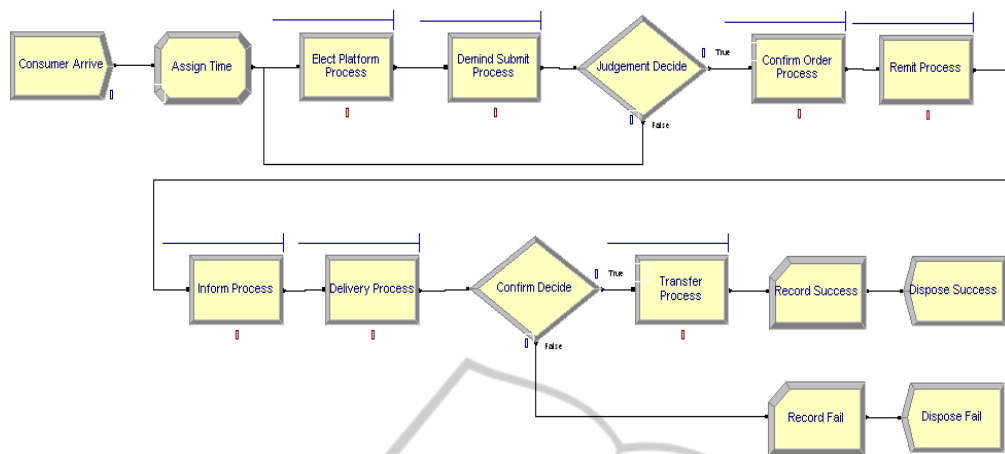 Consumer Arrive
Assign Time
Elect Platform
Process
Demind Submit
Process
Judgement Decide
True
False
Confirm Order
Process
Remit Process
Inform Process
Delivery Process
Confirm Decide
True
False
Transfer
Process
Record Success
Dispose Success
Record Fail
Dispose Fail